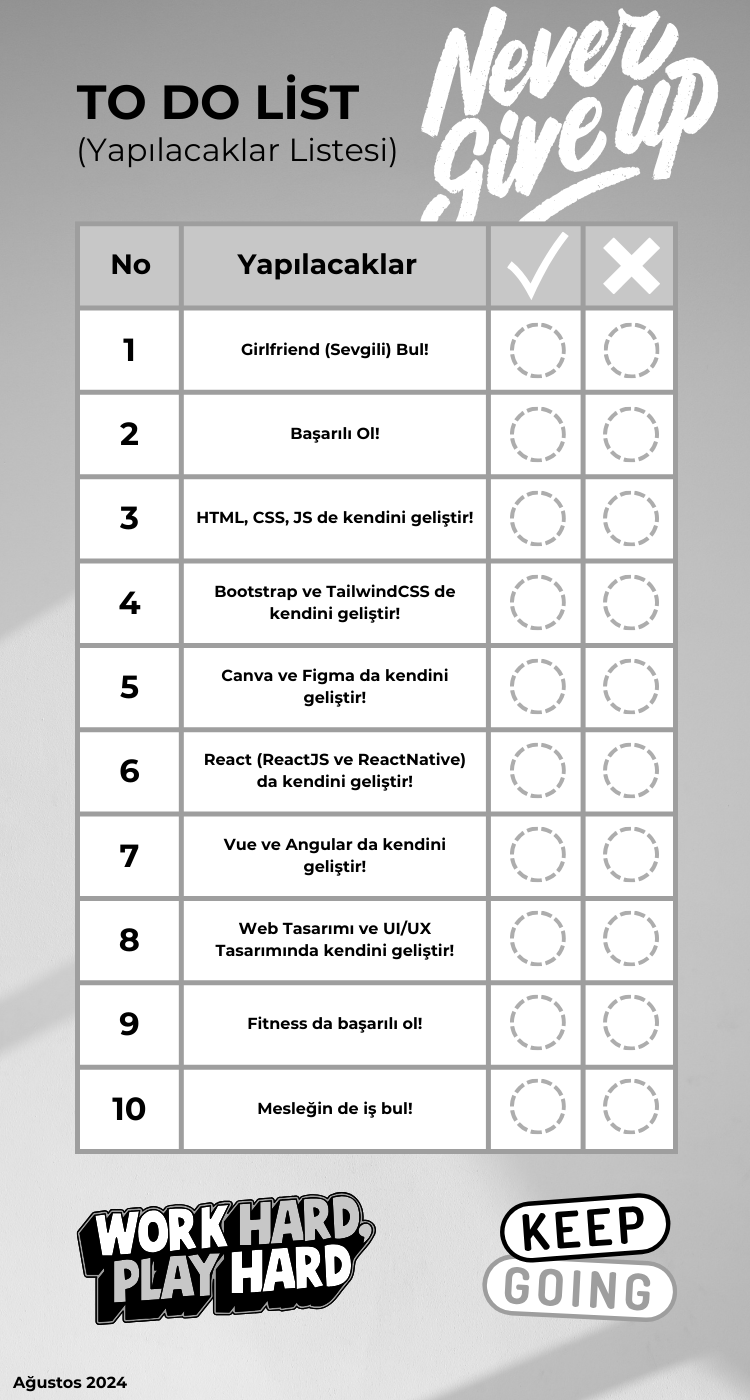 Never
Give up
TO DO LİST
(Yapılacaklar Listesi)
No Yapılacaklar
1 Girlfriend (Sevgili) Bul!
2 Başarılı Ol!
3 HTML, CSS, JS de kendini geliştir!
4 Bootstrap ve TailwindCSS de
kendini geliştir!
5 Canva ve Figma da kendini
geliştir!
6 React (ReactJS ve ReactNative)
da kendini geliştir!
7 Vue ve Angular da kendini
geliştir!
8 Web Tasarımı ve UI/UX
Tasarımında kendini geliştir!
9 Fitness da başarılı ol!
10 Mesleğin de iş bul!
WORK HARD,
PLAY HARD
KEEP
GOING
Ağustos 2024